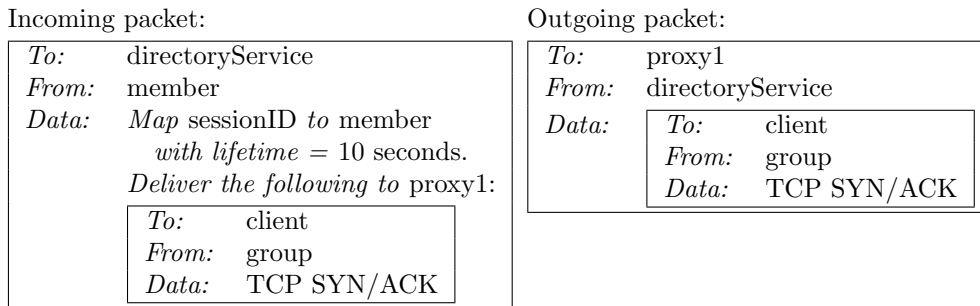 Incoming packet:
To: directoryService
From: member
Data: Map sessionID to member
with lifetime = 10 seconds.
Deliver the following to proxy1:
To: client
From: group
Data: TCP SYN/ACK
Outgoing packet:
To: proxy1
From: directoryService
Data: To: client
From: group
Data: TCP SYN/ACK